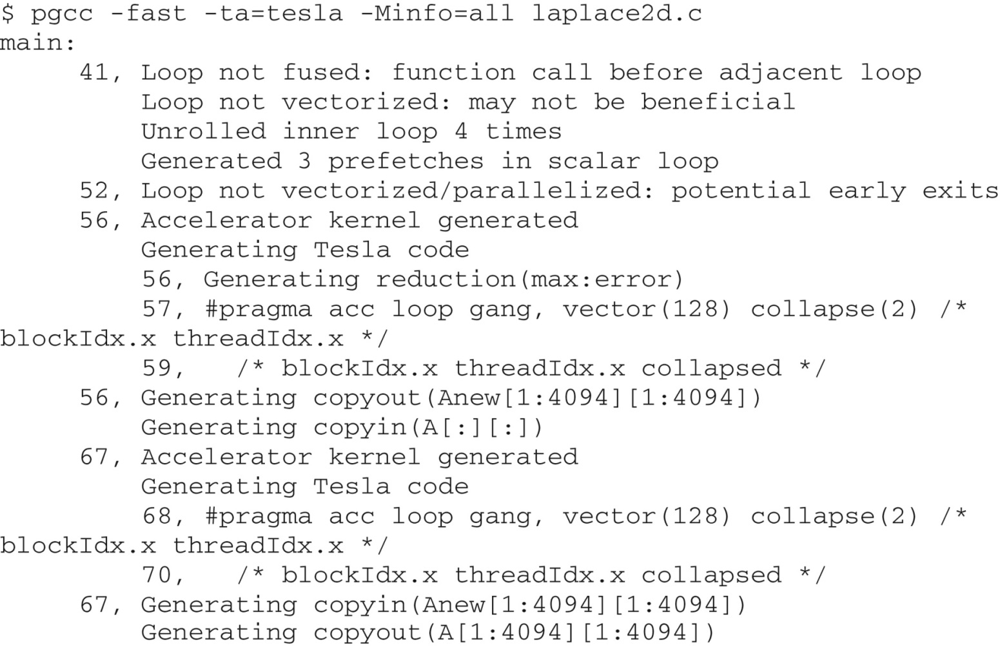 $ pgcc -fast -ta=tesla -Minfo=all laplace2d.c
main:
     41, Loop not fused: function call before adjacent loop
         Loop not vectorized: may not be beneficial
         Unrolled inner loop 4 times
         Generated 3 prefetches in scalar loop
     52, Loop not vectorized/parallelized: potential early exits
     56, Accelerator kernel generated
         Generating Tesla code
         56, Generating reduction(max:error)
         57, #pragma acc loop gang, vector(128) collapse(2) /*
blockIdx.x threadIdx.x */
         59,   /* blockIdx.x threadIdx.x collapsed */
     56, Generating copyout(Anew[1:4094][1:4094])
         Generating copyin(A[:][:])
     67, Accelerator kernel generated
         Generating Tesla code
         68, #pragma acc loop gang, vector(128) collapse(2) /*
blockIdx.x threadIdx.x */
         70,   /* blockIdx.x threadIdx.x collapsed */
     67, Generating copyin(Anew[1:4094][1:4094])
         Generating copyout(A[1:4094][1:4094])